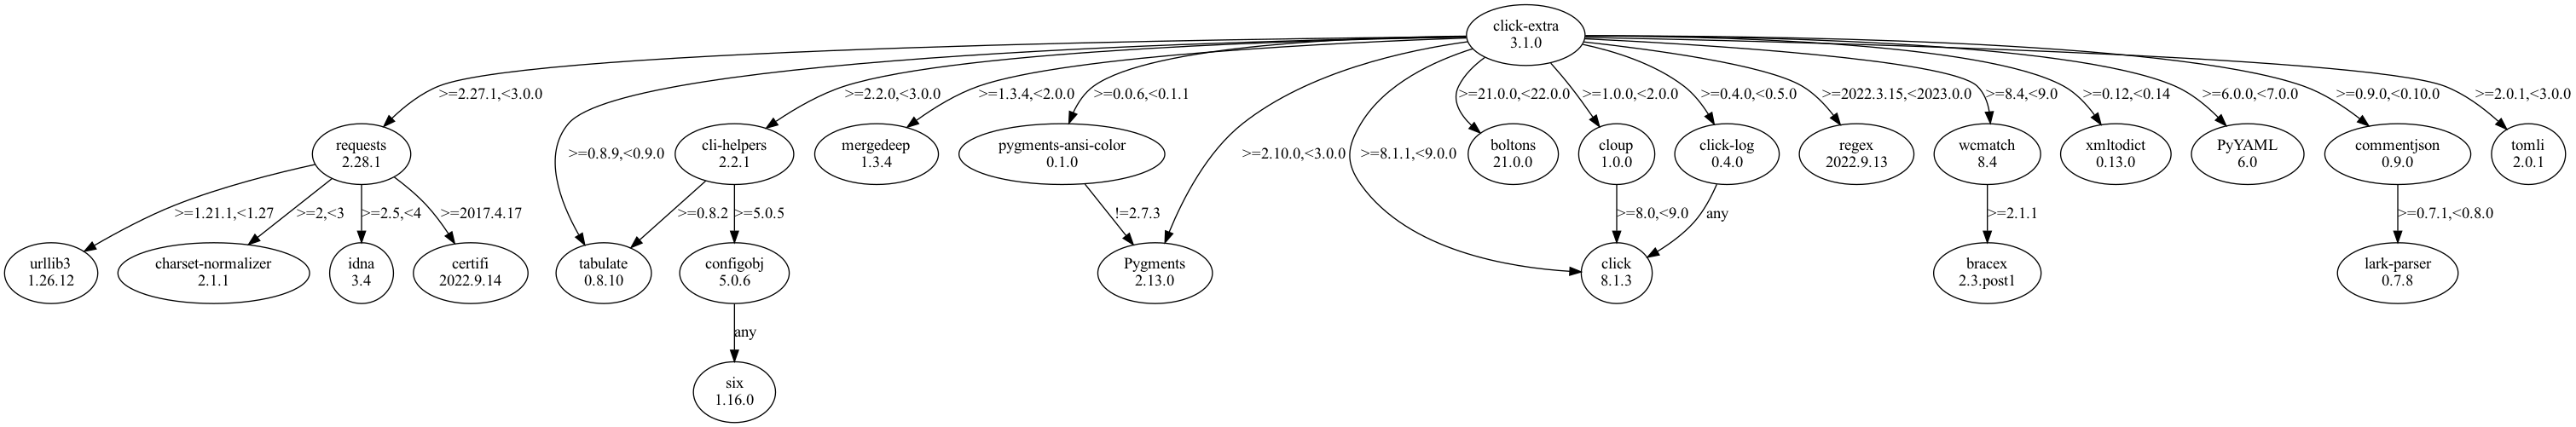 click-extra
3.1.0
>=2.27.1,<3.0.0
>=2.2.0,<3.0.0
>=1.3.4,<2.0.0
>=0.0.6,<0.1.1
>=21.0.0,<22.0.0
>=1.0.0,<2.0.0
>=0.4.0,<0.5.0
>=2022.3.15,<2023.0.0
>=8.4,<9.0
>=0.12,<0.14
>=6.0.0,<7.0.0
>=0.9.0,<0.10.0
>=2.0.1,<3.0.0
requests
2.28.1
>=0.8.9,<0.9.0
cli-helpers
2.2.1
mergedeep
1.3.4
pygments-ansi-color
0.1.0
>=2.10.0,<3.0.0
>=8.1.1,<9.0.0
boltons
21.0.0
cloup
1.0.0
click-log
0.4.0
regex
2022.9.13
wcmatch
8.4
xmltodict
0.13.0
PyYAML
6.0
commentjson
0.9.0
tomli
2.0.1
>=1.21.1,<1.27
>=2,<3
>=2.5,<4
>=2017.4.17
>=0.8.2
>=5.0.5
!=2.7.3
>=8.0,<9.0
any
>=2.1.1
>=0.7.1,<0.8.0
urllib3
1.26.12
charset-normalizer
2.1.1
idna
3.4
certifi
2022.9.14
tabulate
0.8.10
configobj
5.0.6
Pygments
2.13.0
click
8.1.3
bracex
2.3.post1
lark-parser
0.7.8
any
six
1.16.0